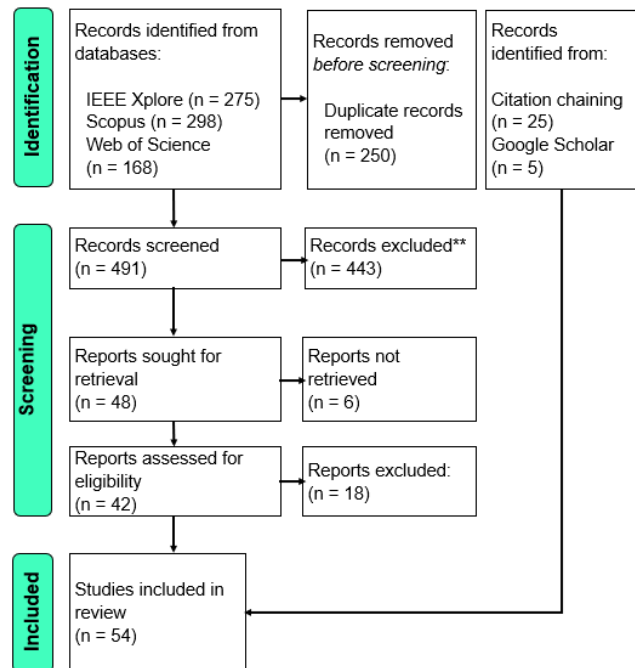 Identification
Records identified from
databases:
IEEE Xplore (n = 275)
Scopus (n = 298)
Web of Science
(n = 168)
Records removed
before screening:
Duplicate records
removed
(n = 250)
Records
identified from:
Citation chaining
(n = 25)
Google Scholar
(n = 5)
Screening
Records screened
(n = 491)
Records excluded**
(n = 443)
Reports sought for
retrieval
(n = 48)
Reports not
retrieved
(n = 6)
Reports assessed for
eligibility
(n = 42)
Reports excluded:
(n = 18)
Included
Studies included in
review
(n = 54)